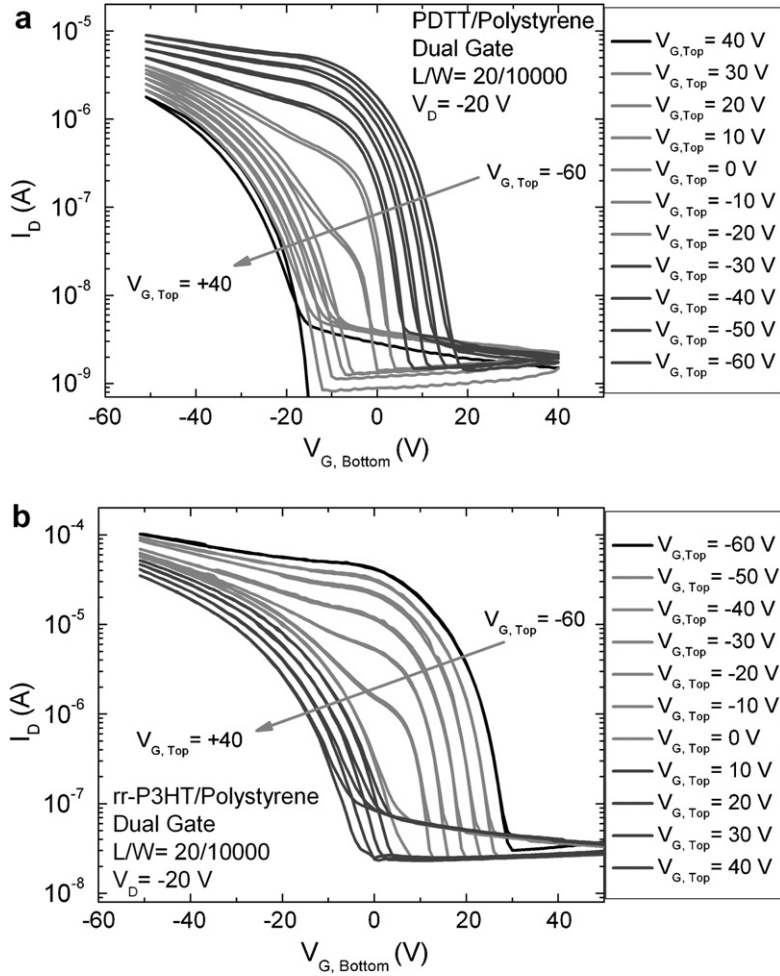 a
PDTT/Polystyrene
Dual Gate
L/W= 20/10000
V_D= -20 V
V_G, Top= -60
V_G, Top = +40
I_D (A)
10^-5
10^-6
10^-7
10^-8
10^-9
-60 -40 -20 0 20 40
V_G, Bottom (V)
V_G,Top= 40 V
V_G, Top= 30 V
V_G,Top= 20 V
V_G,Top= 10 V
V_G, Top= 0 V
V_G, Top= -10 V
V_G, Top= -20 V
V_G,Top= -30 V
V_G, Top= -40 V
V_G,Top= -50 V
V_G, Top= -60 V
b
V_G, Top= -60
V_G, Top = +40
rr-P3HT/Polystyrene
Dual Gate
L/W= 20/10000
V_D= -20 V
I_D (A)
10^-4
10^-5
10^-6
10^-7
10^-8
-60 -40 -20 0 20 40
V_G, Bottom (V)
V_G,Top= -60 V
V_G, Top= -50 V
V_G,Top= -40 V
V_G,Top= -30 V
V_G, Top= -20 V
V_G, Top= -10 V
V_G, Top= 0 V
V_G,Top= 10 V
V_G, Top= 20 V
V_G,Top= 30 V
V_G, Top= 40 V